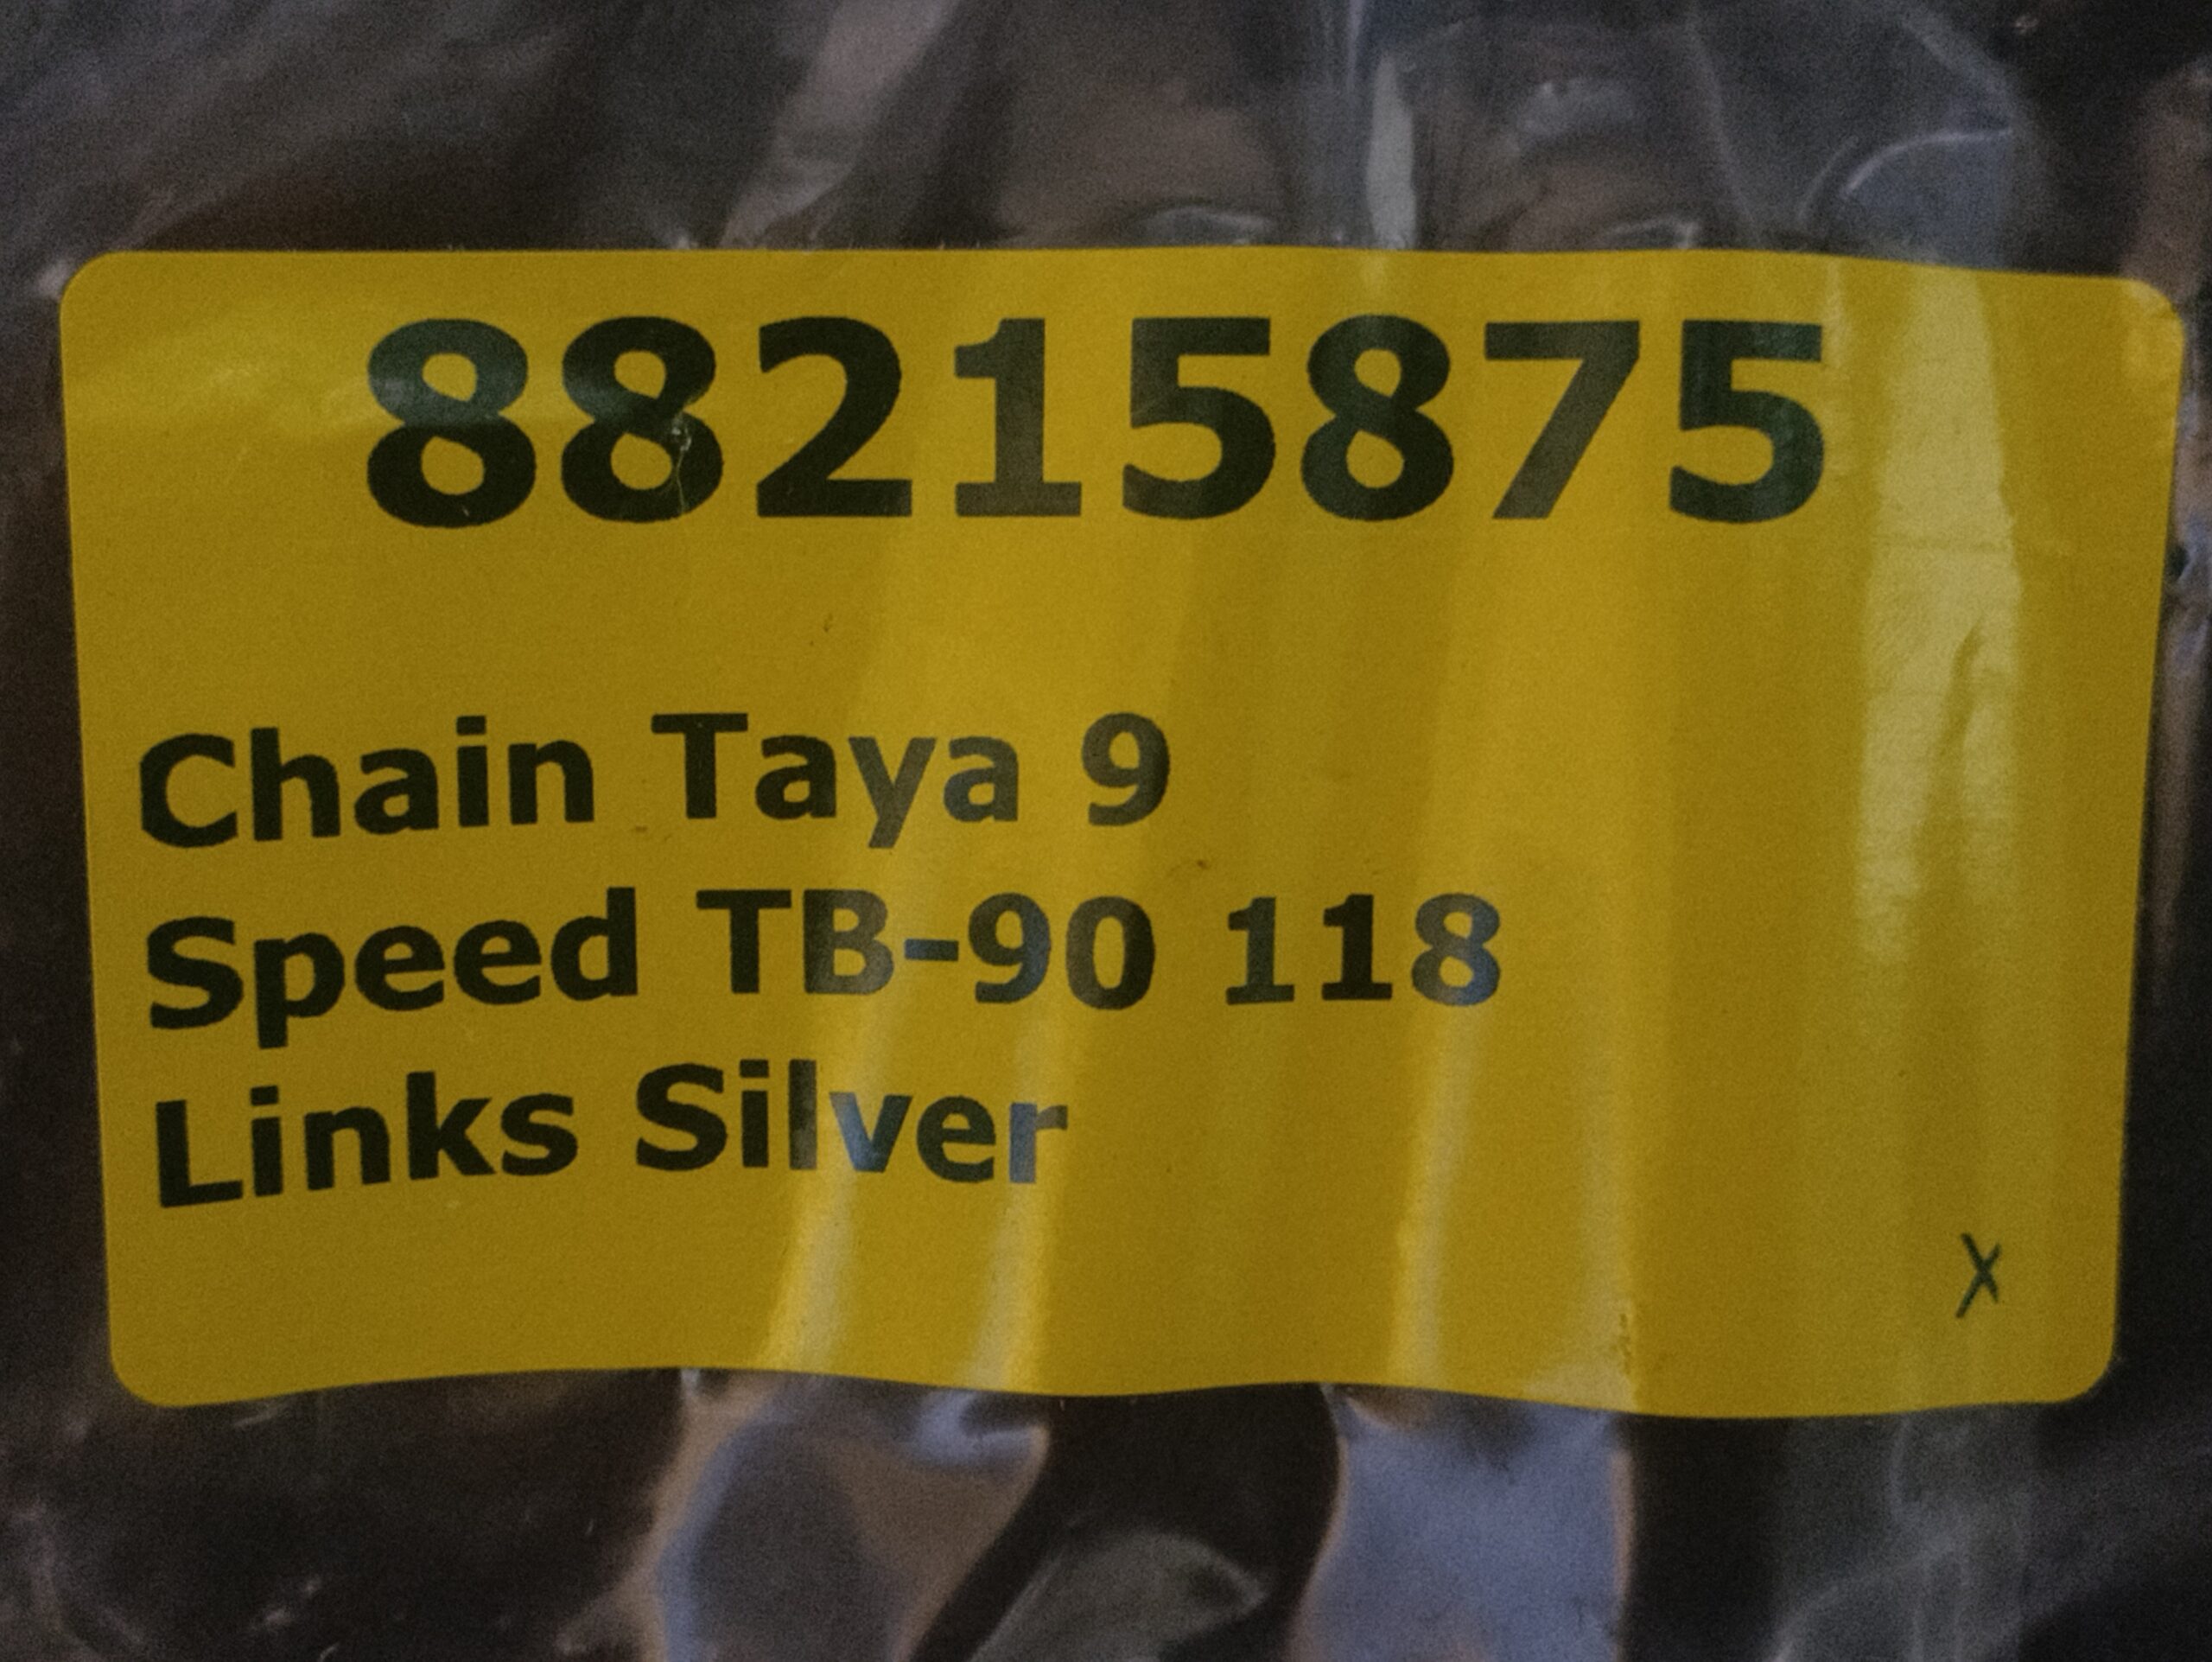 88215875
Chain Taya 9
Speed TB-90 118
Links Silver
X